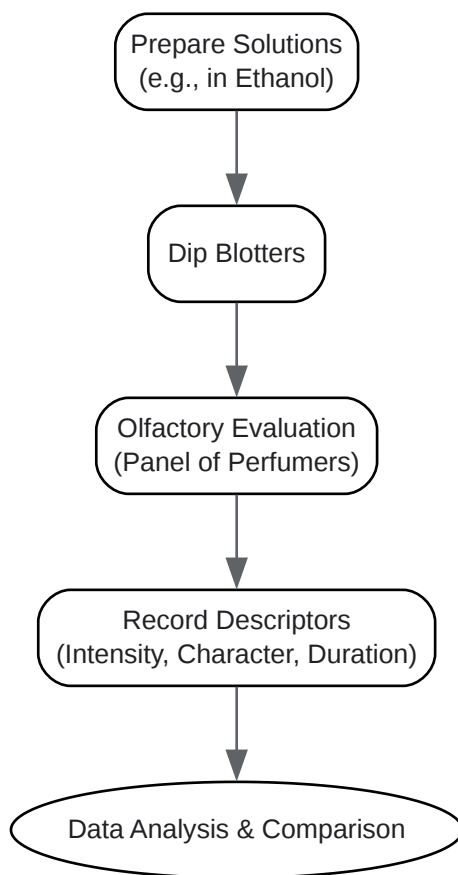 Prepare Solutions
(e.g., in Ethanol)
Dip Blotters
Olfactory Evaluation
(Panel of Perfumers)
Record Descriptors
(Intensity, Character, Duration)
Data Analysis & Comparison